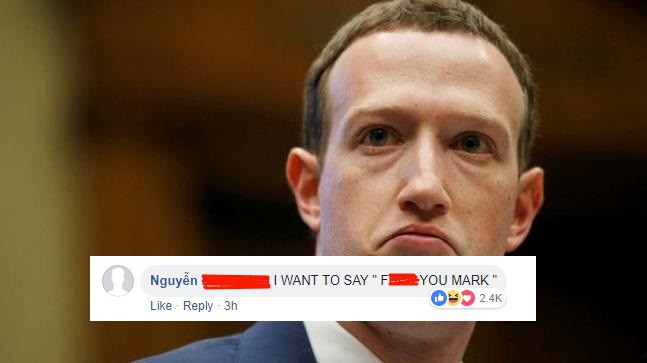 Nguyễn I WANT TO SAY " F YOU MARK "
2.4K
Like · Reply · 3h